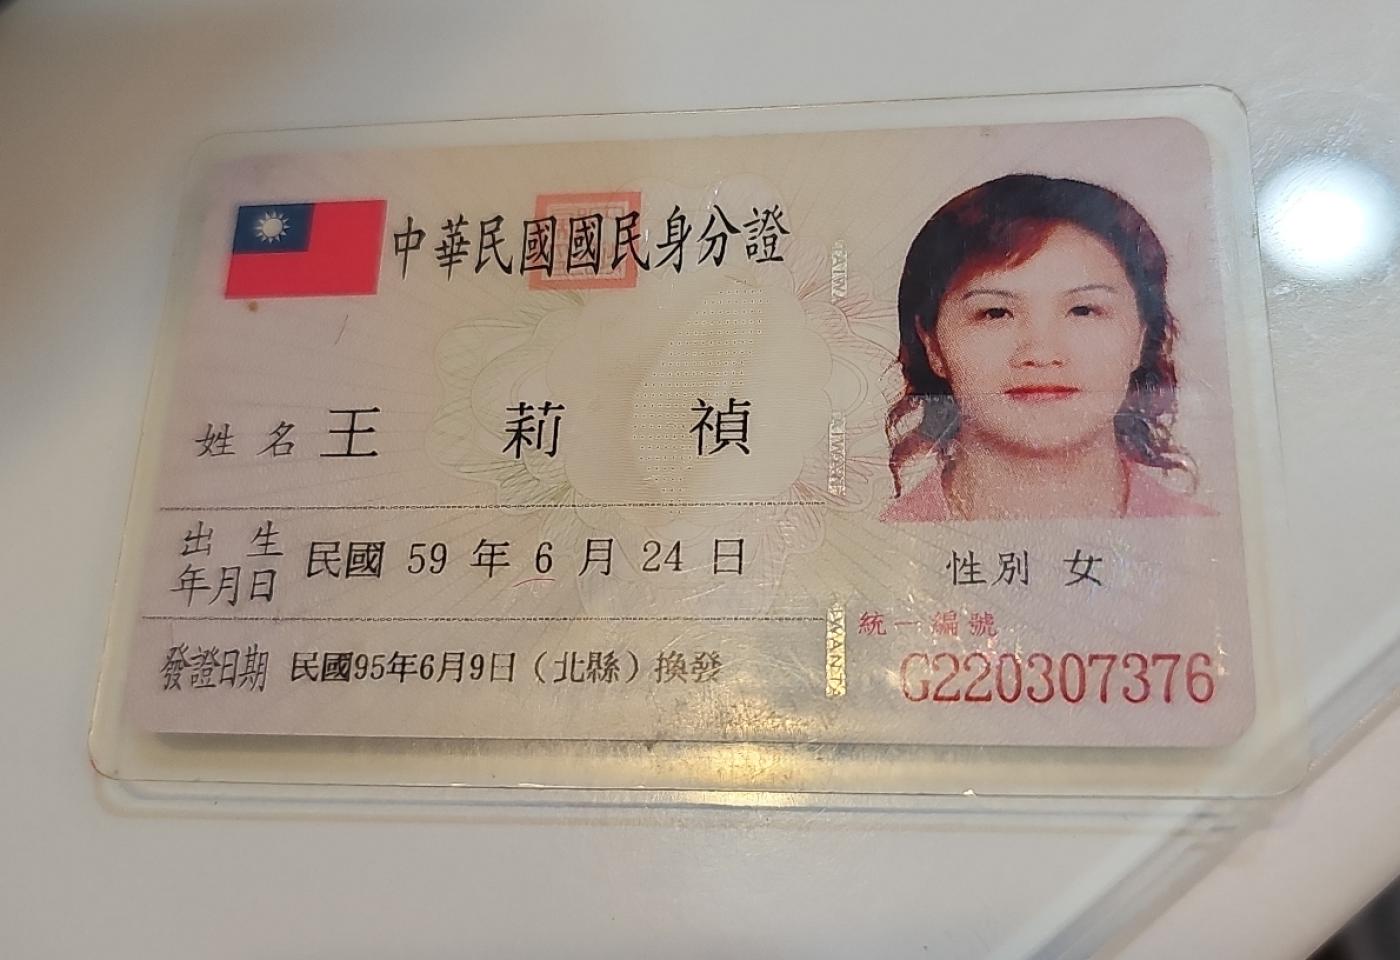 中華民國國民身分證
姓名 王莉禎
出生年月日 民國 59 年 6 月 24 日
性別 女
統一編號
G220307376
發證日期 民國95年6月9日（北縣）換發